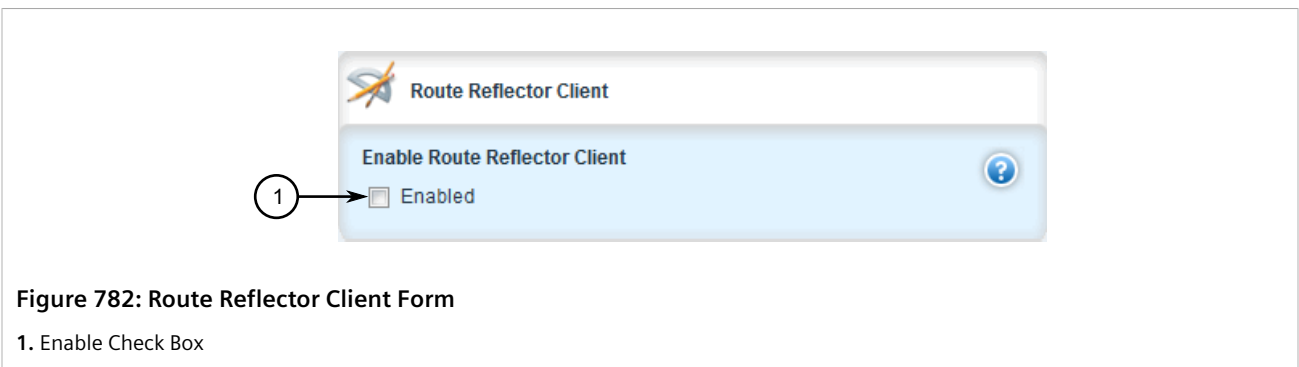 Route Reflector Client
Enable Route Reflector Client
?
1
Enabled
Figure 782: Route Reflector Client Form
1. Enable Check Box